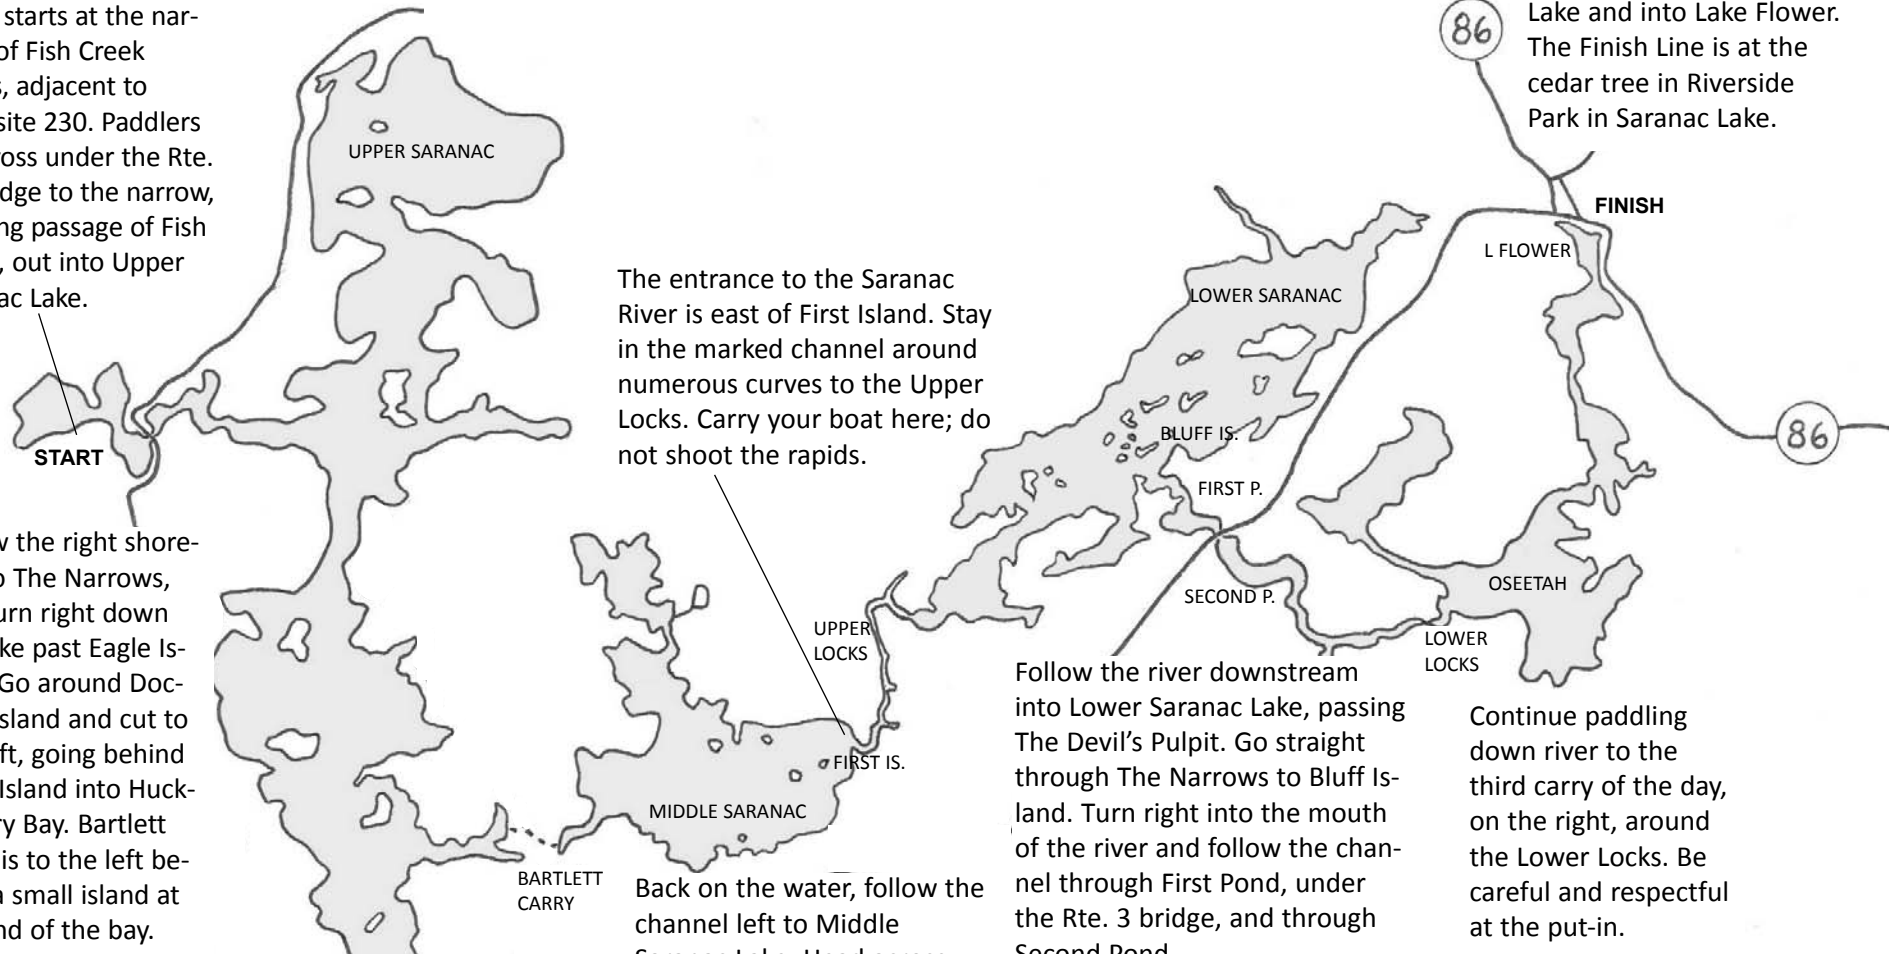 starts at the nar-
of Fish Creek
s, adjacent to
site 230. Paddlers
ross under the Rte.
dge to the narrow,
ng passage of Fish
, out into Upper
ac Lake.
START
UPPER SARANAC
w the right shore-
o The Narrows,
urn right down
ke past Eagle Is-
Go around Doc-
sland and cut to
ft, going behind
Island into Huck-
ry Bay. Bartlett
is to the left be-
a small island at
nd of the bay.
BARTLETT
CARRY
The entrance to the Saranac
River is east of First Island. Stay
in the marked channel around
numerous curves to the Upper
Locks. Carry your boat here; do
not shoot the rapids.
UPPER
LOCKS
FIRST IS.
MIDDLE SARANAC
Back on the water, follow the
channel left to Middle
Saranac Lake. Head across
LOWER SARANAC
BLUFF IS.
FIRST P.
SECOND P.
Follow the river downstream
into Lower Saranac Lake, passing
The Devil’s Pulpit. Go straight
through The Narrows to Bluff Is-
land. Turn right into the mouth
of the river and follow the chan-
nel through First Pond, under
the Rte. 3 bridge, and through
Second Pond
LOWER
LOCKS
OSEETAH
Continue paddling
down river to the
third carry of the day,
on the right, around
the Lower Locks. Be
careful and respectful
at the put-in.
86
Lake and into Lake Flower.
The Finish Line is at the
cedar tree in Riverside
Park in Saranac Lake.
FINISH
L FLOWER
86